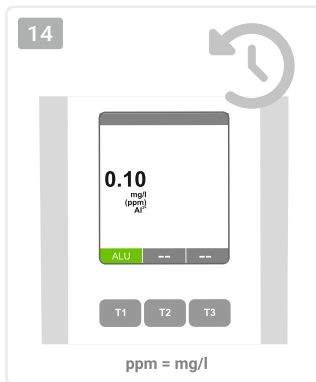 14
0.10
mg/l
(ppm)
Al³⁺
ALU -- --
T1 T2 T3
ppm = mg/l